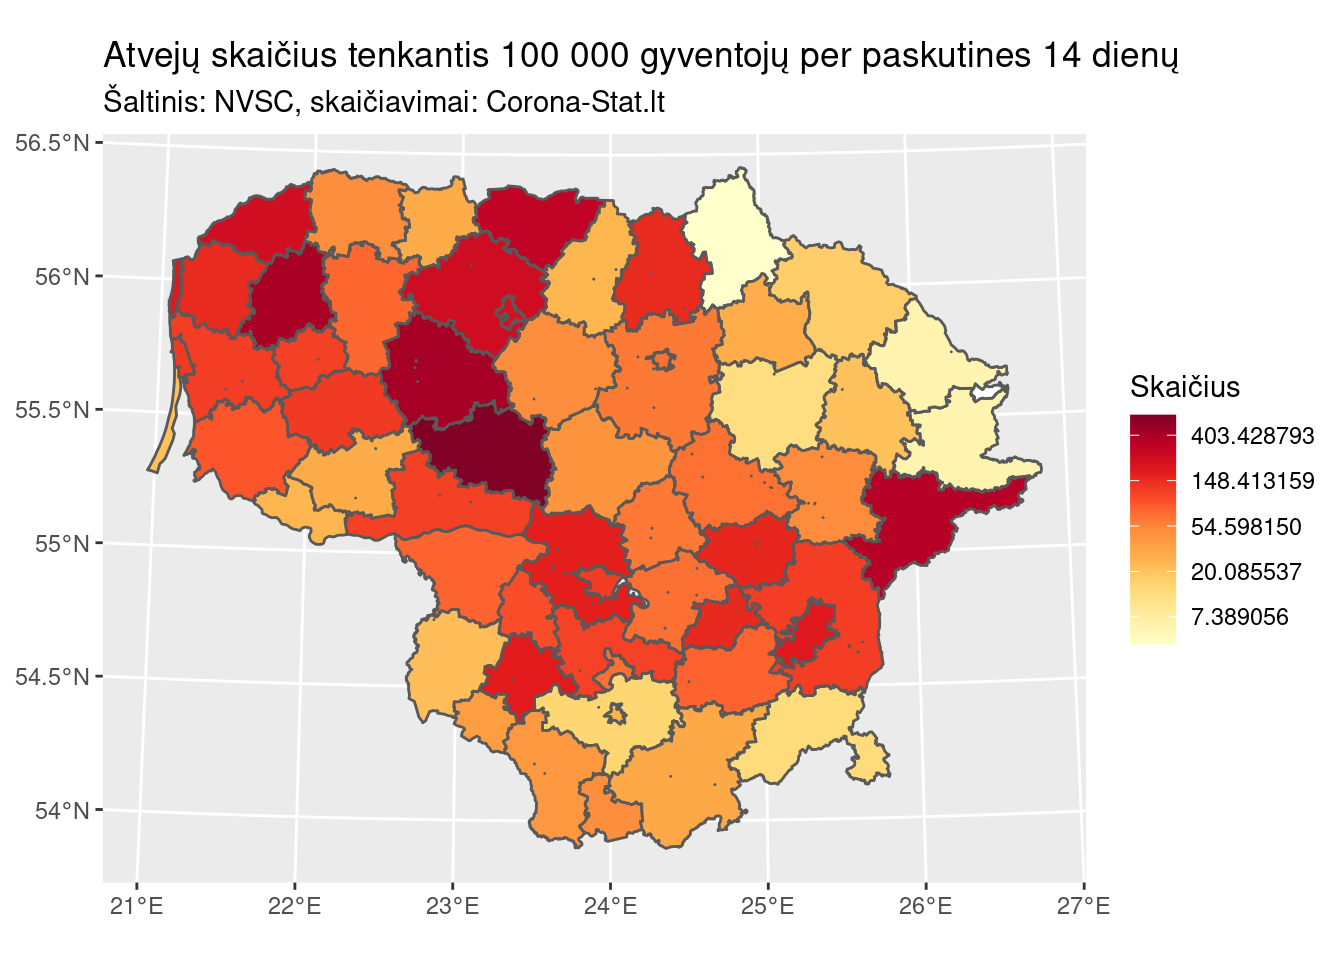 Atvejų skaičius tenkantis 100 000 gyventojų per paskutines 14 dienų
Šaltinis: NVSC, skaičiavimai: Corona-Stat.lt
56.5°N
56°N
55.5°N
55°N
54.5°N
54°N
21°E
22°E
23°E
24°E
25°E
26°E
27°E
Skaičius
403.428793
148.413159
54.598150
20.085537
7.389056